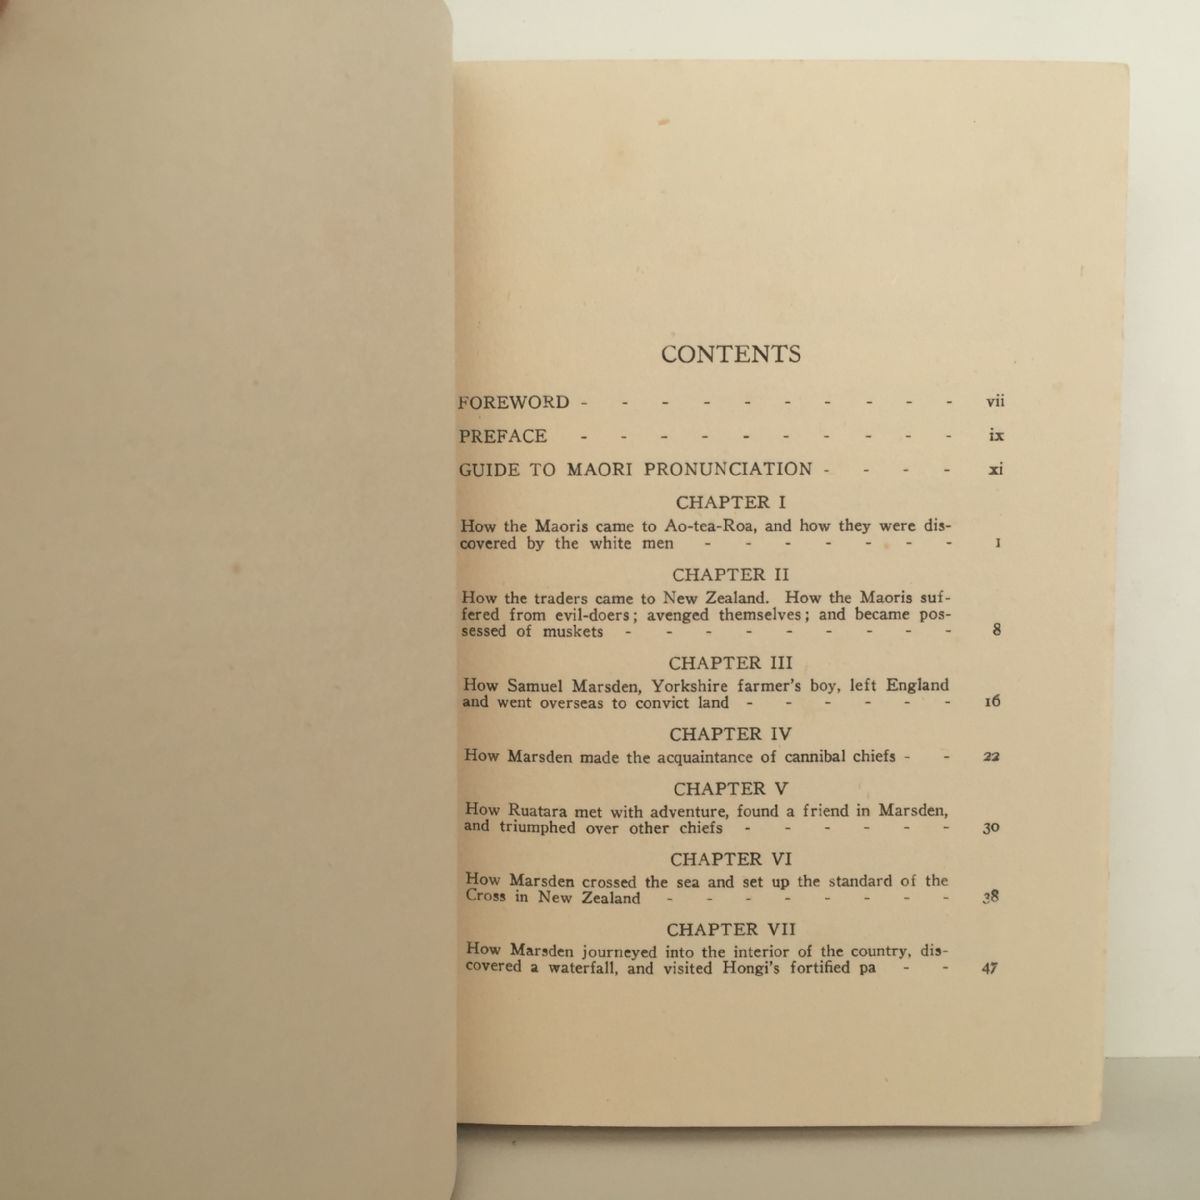 CONTENTS
FOREWORD - - - - - - - - - - vii
PREFACE - - - - - - - - - - ix
GUIDE TO MAORI PRONUNCIATION - - - - xi
CHAPTER I
How the Maoris came to Ao-tea-Roa, and how they were dis-
covered by the white men - - - - - - - 1
CHAPTER II
How the traders came to New Zealand. How the Maoris suf-
fered from evil-doers; avenged themselves; and became pos-
sessed of muskets - - - - - - - - - 8
CHAPTER III
How Samuel Marsden, Yorkshire farmer's boy, left England
and went overseas to convict land - - - - - - 16
CHAPTER IV
How Marsden made the acquaintance of cannibal chiefs - - 22
CHAPTER V
How Ruatara met with adventure, found a friend in Marsden,
and triumphed over other chiefs - - - - - - 30
CHAPTER VI
How Marsden crossed the sea and set up the standard of the
Cross in New Zealand - - - - - - - - 38
CHAPTER VII
How Marsden journeyed into the interior of the country, dis-
covered a waterfall, and visited Hongi's fortified pa - - 47